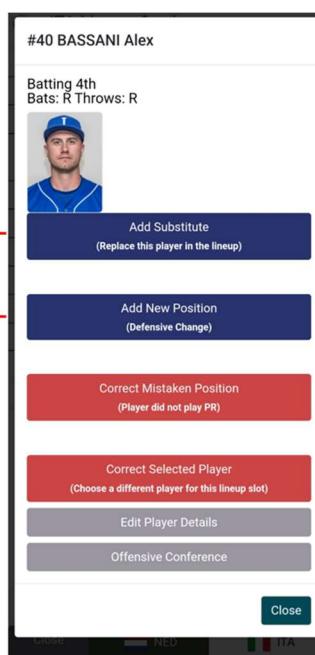 #40 BASSANI Alex
Batting 4th
Bats: R Throws: R
Add Substitute
(Replace this player in the lineup)
Add New Position
(Defensive Change)
Correct Mistaken Position
(Player did not play PR)
Correct Selected Player
(Choose a different player for this lineup slot)
Edit Player Details
Offensive Conference
Close
Close NED ITA